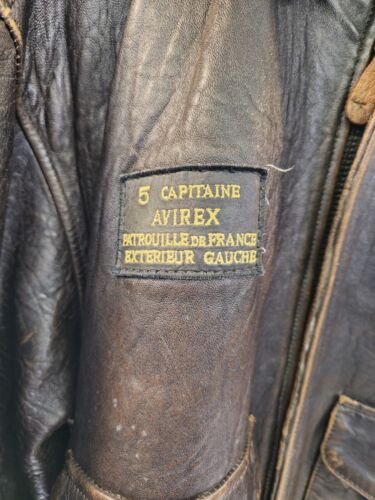 5 CAPITAINE
AVIREX
PATROUILLE DE FRANCE
EXTERIEUR GAUCHE